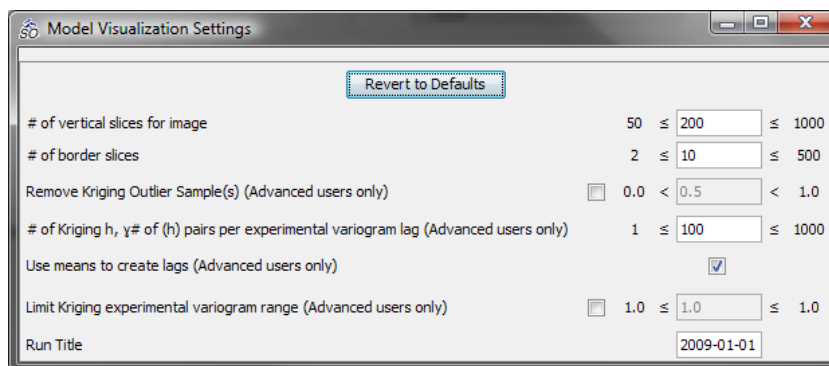 Model Visualization Settings
Revert to Defaults
# of vertical slices for image 50 ≤ 200 ≤ 1000
# of border slices 2 ≤ 10 ≤ 500
Remove Kriging Outlier Sample(s) (Advanced users only) 0.0 < 0.5 < 1.0
# of Kriging h, γ# of (h) pairs per experimental variogram lag (Advanced users only) 1 ≤ 100 ≤ 1000
Use means to create lags (Advanced users only)
Limit Kriging experimental variogram range (Advanced users only) 1.0 ≤ 1.0 ≤ 1.0
Run Title 2009-01-01